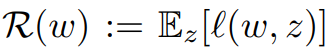 ℛ(w) := 𝔼_z[ℓ(w, z)]